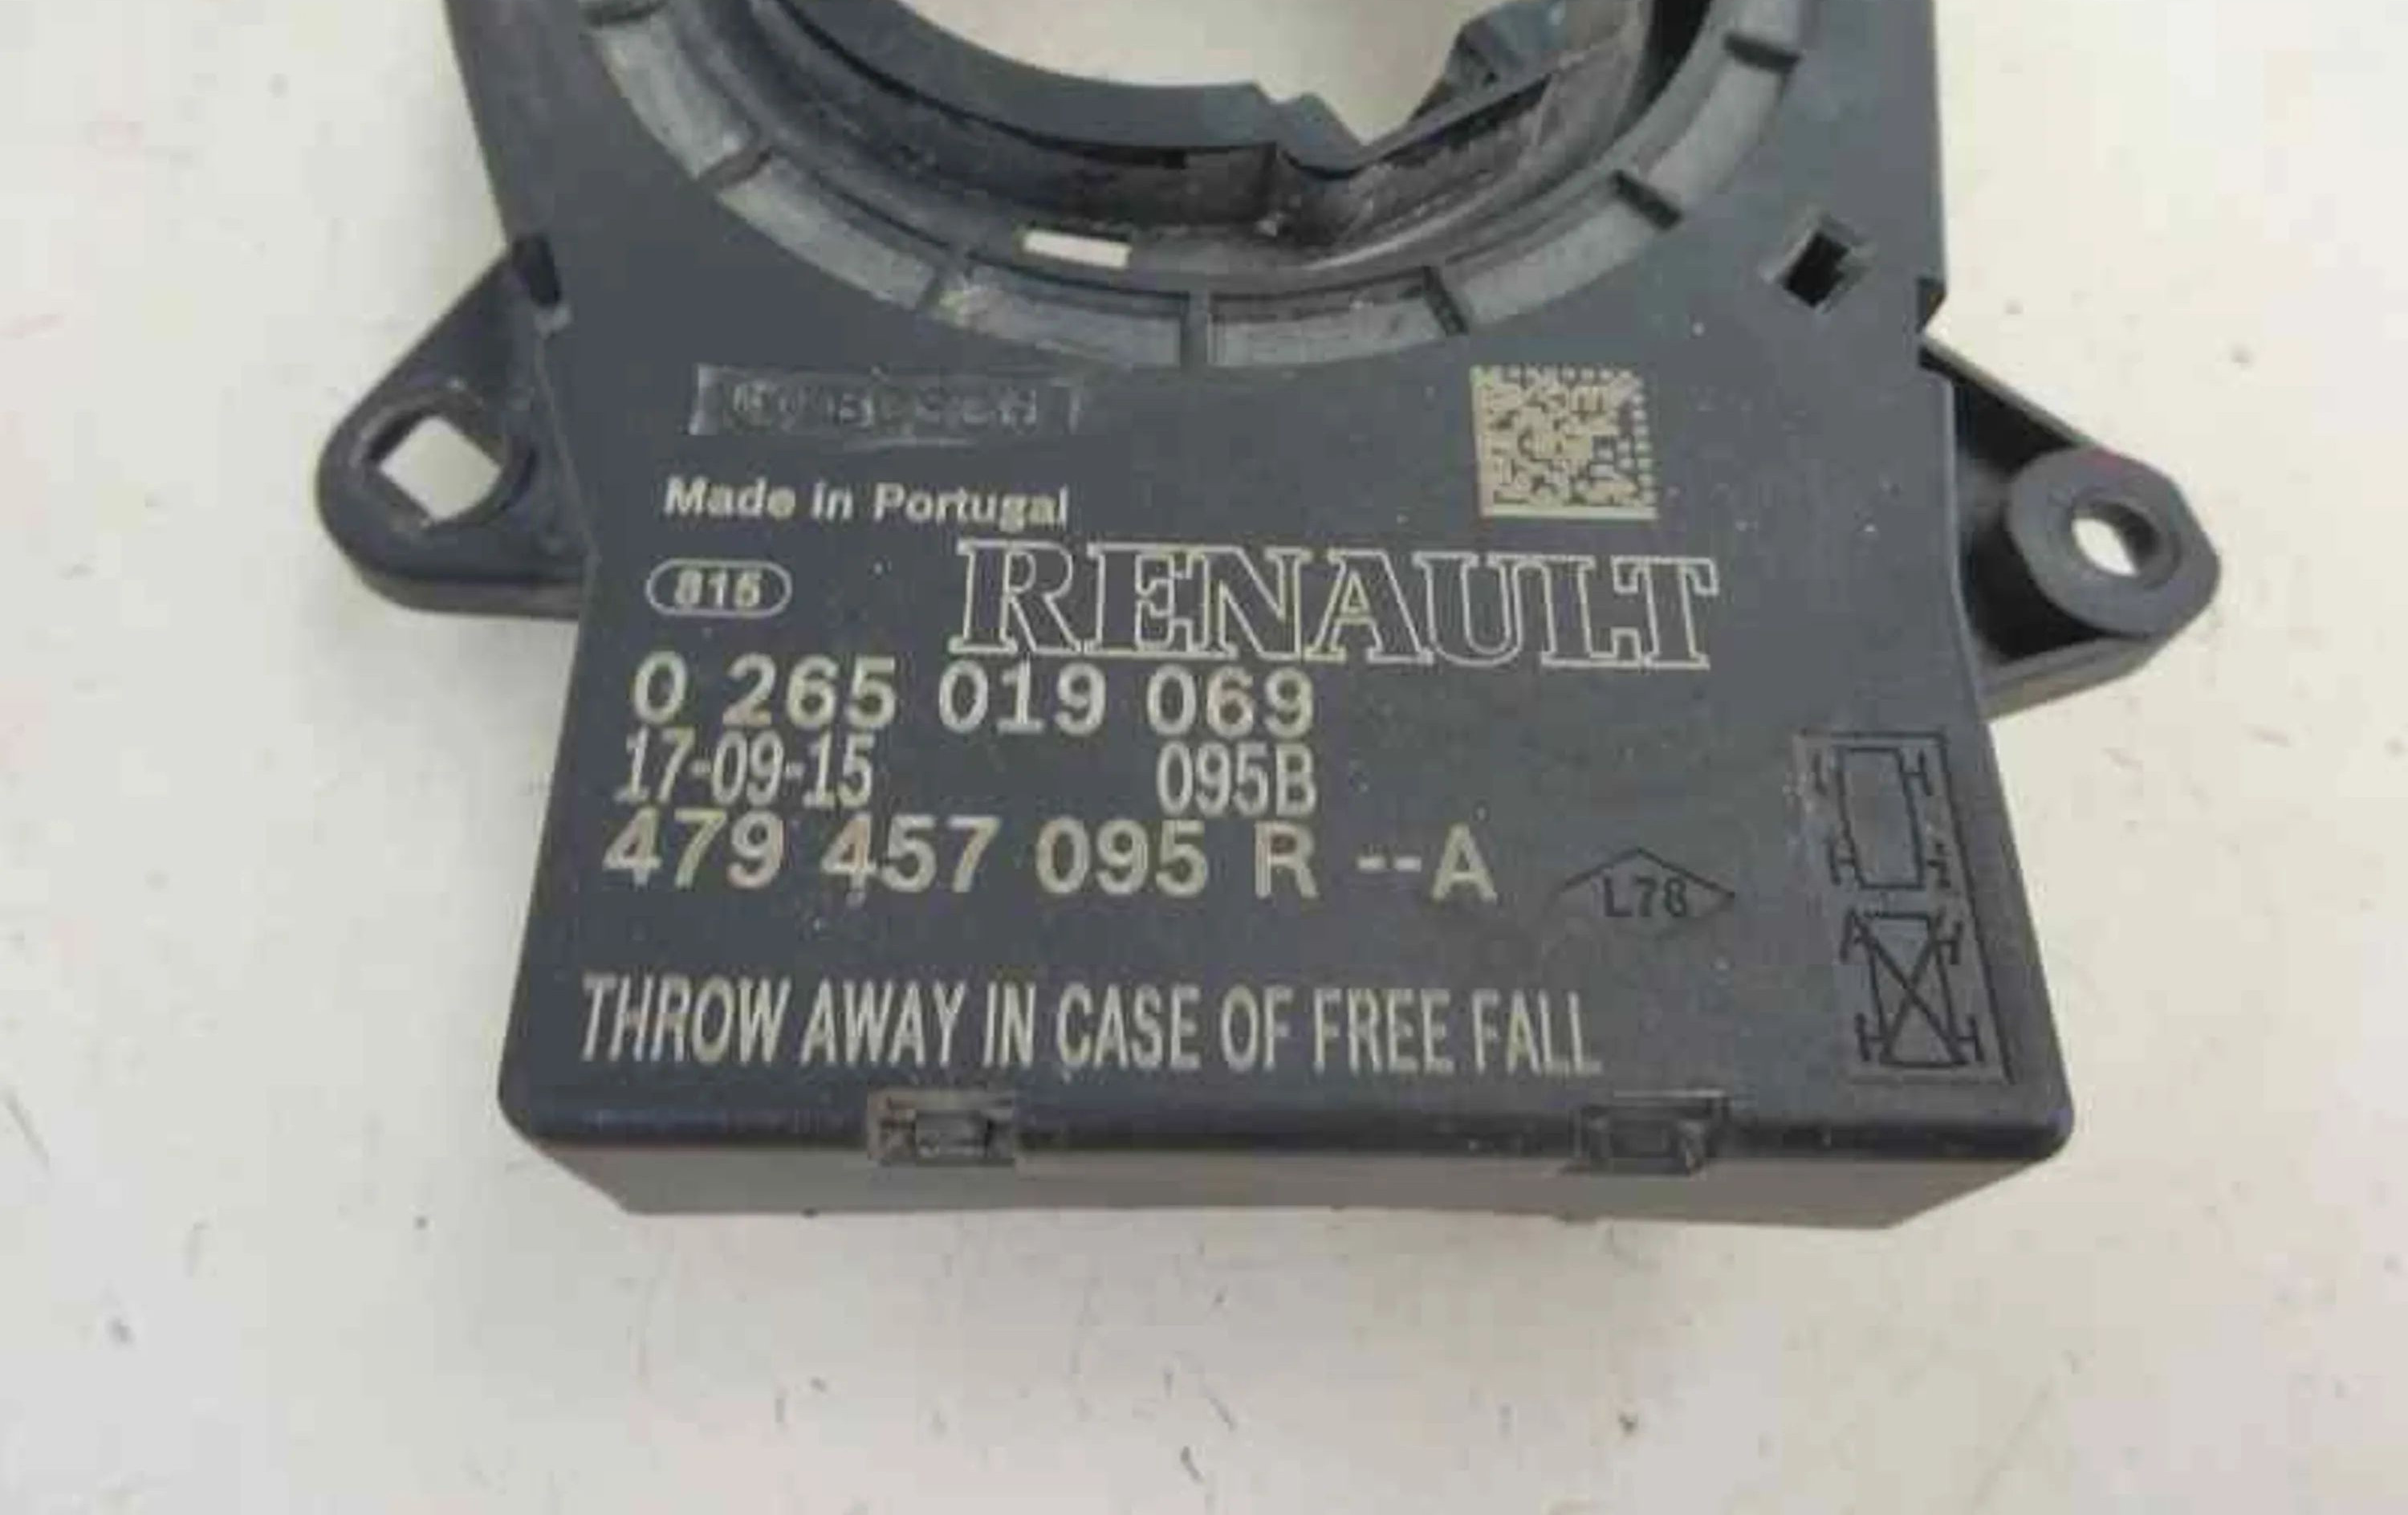 Made in Portugal
815
RENAULT
0 265 019 069
17-09-15 095B
479 457 095 R --A
L78
THROW AWAY IN CASE OF FREE FALL